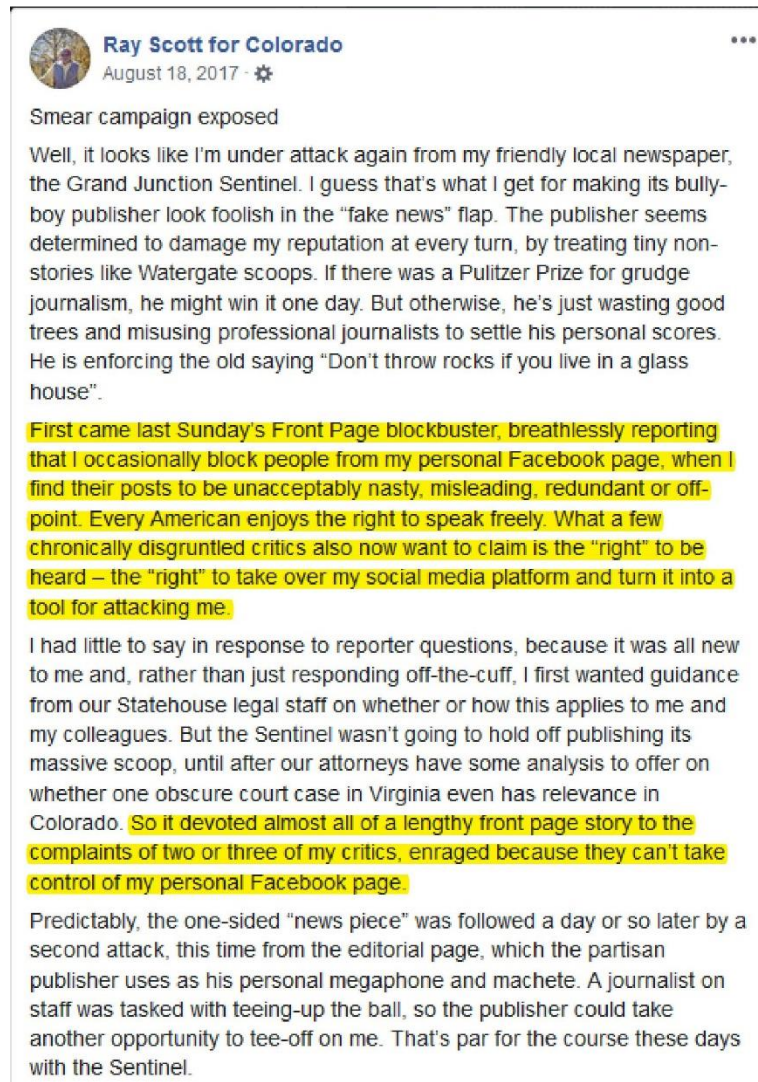 Ray Scott for Colorado
August 18, 2017 ·
Smear campaign exposed
Well, it looks like I'm under attack again from my friendly local newspaper,
the Grand Junction Sentinel. I guess that's what I get for making its bully-
boy publisher look foolish in the “fake news” flap. The publisher seems
determined to damage my reputation at every turn, by treating tiny non-
stories like Watergate scoops. If there was a Pulitzer Prize for grudge
journalism, he might win it one day. But otherwise, he's just wasting good
trees and misusing professional journalists to settle his personal scores.
He is enforcing the old saying “Don't throw rocks if you live in a glass
house”.
First came last Sunday's Front Page blockbuster, breathlessly reporting
that I occasionally block people from my personal Facebook page, when I
find their posts to be unacceptably nasty, misleading, redundant or off-
point. Every American enjoys the right to speak freely. What a few
chronically disgruntled critics also now want to claim is the “right” to be
heard – the “right” to take over my social media platform and turn it into a
tool for attacking me.
I had little to say in response to reporter questions, because it was all new
to me and, rather than just responding off-the-cuff, I first wanted guidance
from our Statehouse legal staff on whether or how this applies to me and
my colleagues. But the Sentinel wasn't going to hold off publishing its
massive scoop, until after our attorneys have some analysis to offer on
whether one obscure court case in Virginia even has relevance in
Colorado. So it devoted almost all of a lengthy front page story to the
complaints of two or three of my critics, enraged because they can't take
control of my personal Facebook page.
Predictably, the one-sided “news piece” was followed a day or so later by a
second attack, this time from the editorial page, which the partisan
publisher uses as his personal megaphone and machete. A journalist on
staff was tasked with teeing-up the ball, so the publisher could take
another opportunity to tee-off on me. That's par for the course these days
with the Sentinel.